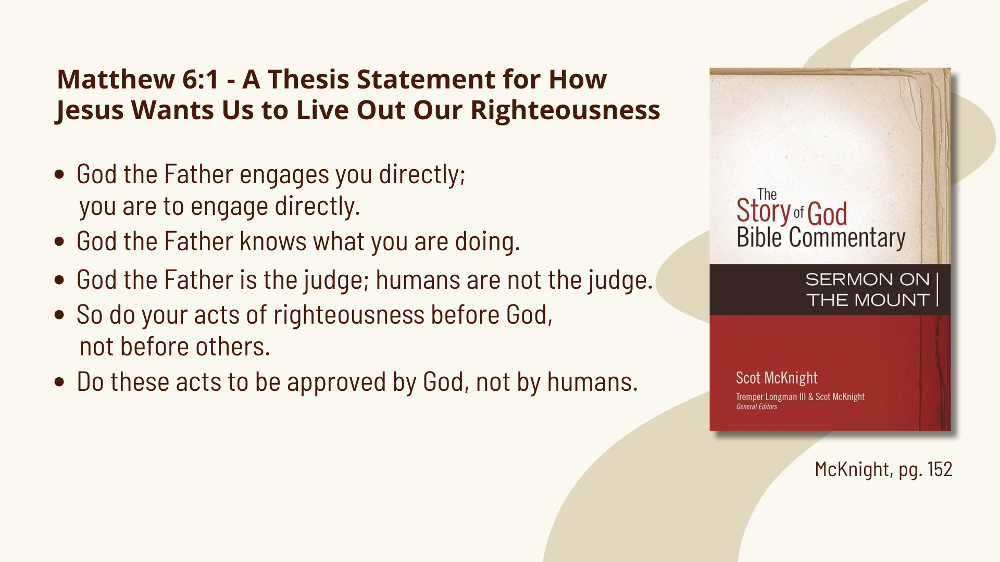 Matthew 6:1 - A Thesis Statement for How
Jesus Wants Us to Live Out Our Righteousness
• God the Father engages you directly;
you are to engage directly.
• God the Father knows what you are doing.
• God the Father is the judge; humans are not the judge.
• So do your acts of righteousness before God,
not before others.
• Do these acts to be approved by God, not by humans.
The
Story of God
Bible Commentary
SERMON ON
THE MOUNT
Scot McKnight
Tremper Longman III & Scot McKnight
General Editors
McKnight, pg. 152